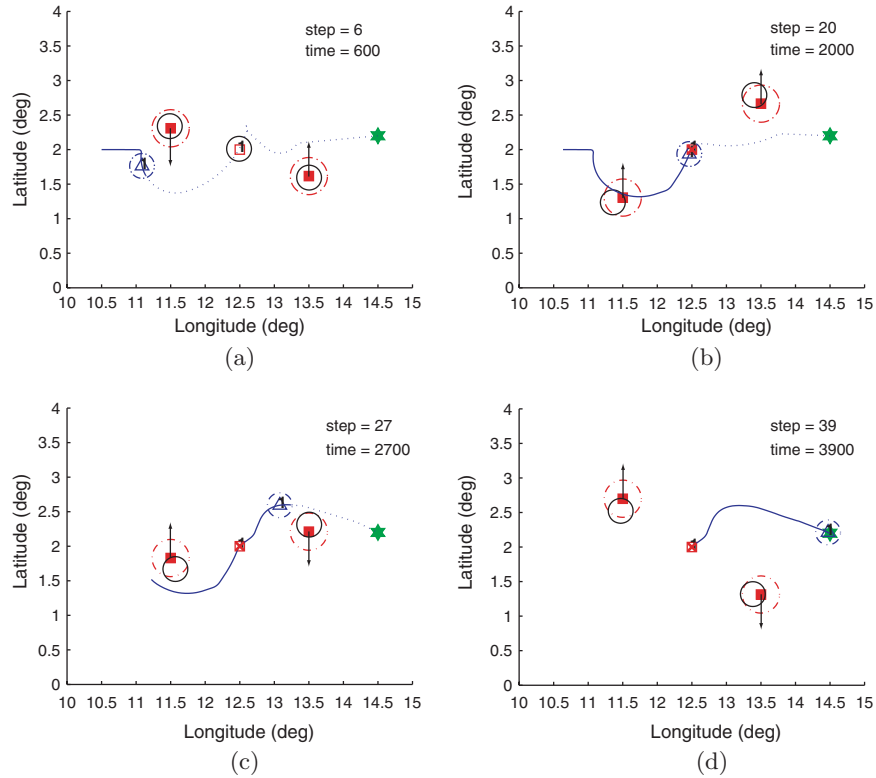 step = 6
time = 600
Latitude (deg)
4
3.5
3
2.5
2
1.5
1
0.5
0
10 10.5 11 11.5 12 12.5 13 13.5 14 14.5 15
Longitude (deg)
(a)
step = 20
time = 2000
Latitude (deg)
4
3.5
3
2.5
2
1.5
1
0.5
0
10 10.5 11 11.5 12 12.5 13 13.5 14 14.5 15
Longitude (deg)
(b)
step = 27
time = 2700
Latitude (deg)
4
3.5
3
2.5
2
1.5
1
0.5
0
10 10.5 11 11.5 12 12.5 13 13.5 14 14.5 15
Longitude (deg)
(c)
step = 39
time = 3900
Latitude (deg)
4
3.5
3
2.5
2
1.5
1
0.5
0
10 10.5 11 11.5 12 12.5 13 13.5 14 14.5 15
Longitude (deg)
(d)